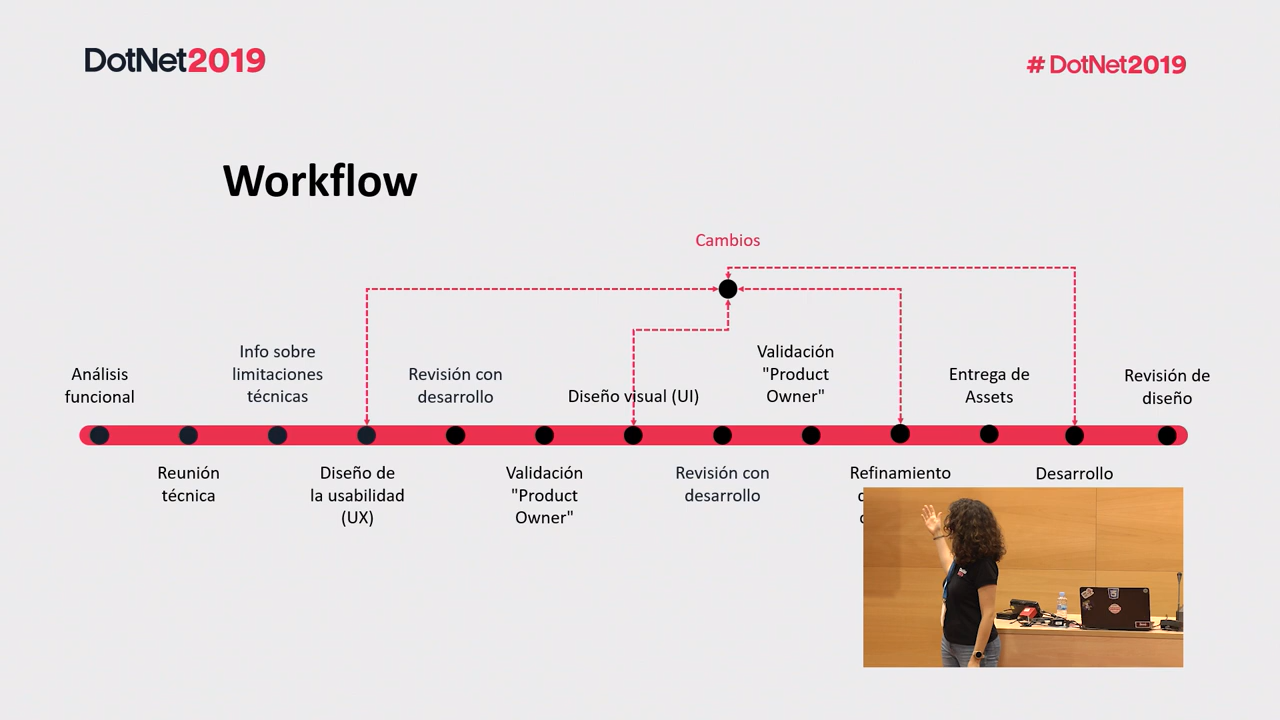 DotNet2019
# DotNet2019
Workflow
Cambios
Análisis
funcional
Reunión
técnica
Info sobre
limitaciones
técnicas
Diseño de
la usabilidad
(UX)
Revisión con
desarrollo
Validación
"Product
Owner"
Diseño visual (UI)
Revisión con
desarrollo
Validación
"Product
Owner"
Refinamiento
Entrega de
Assets
Desarrollo
Revisión de
diseño